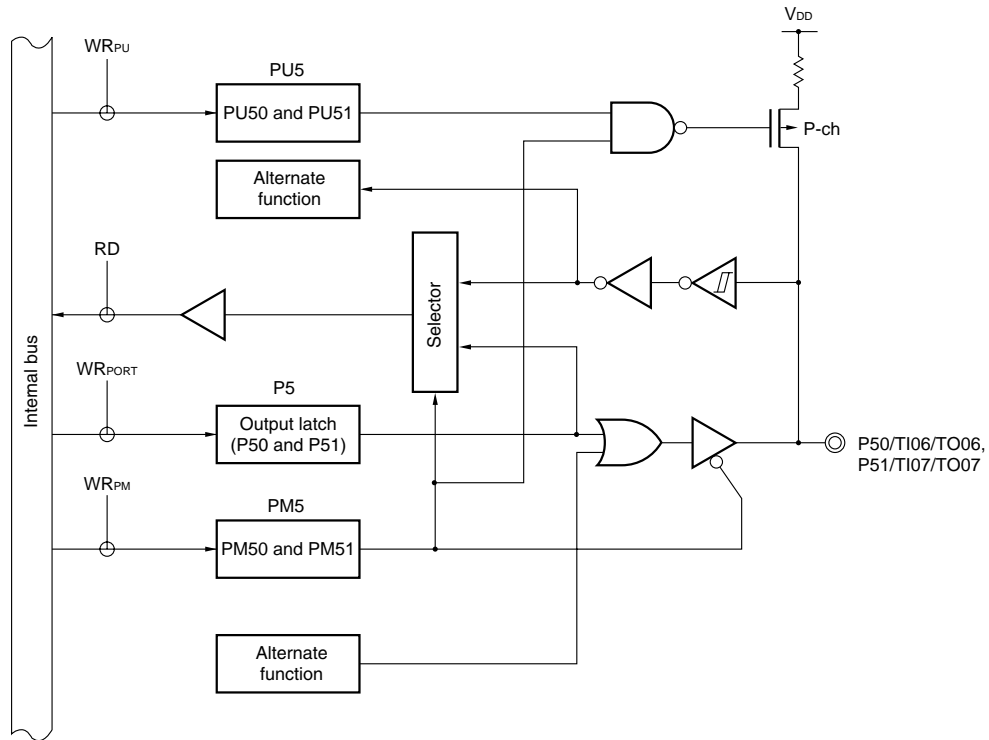 VDD
WRPU
PU5
PU50 and PU51
P-ch
Alternate
function
RD
Selector
Internal bus
WRPORT
P5
Output latch
(P50 and P51)
P50/TI06/TO06,
P51/TI07/TO07
WRPM
PM5
PM50 and PM51
Alternate
function